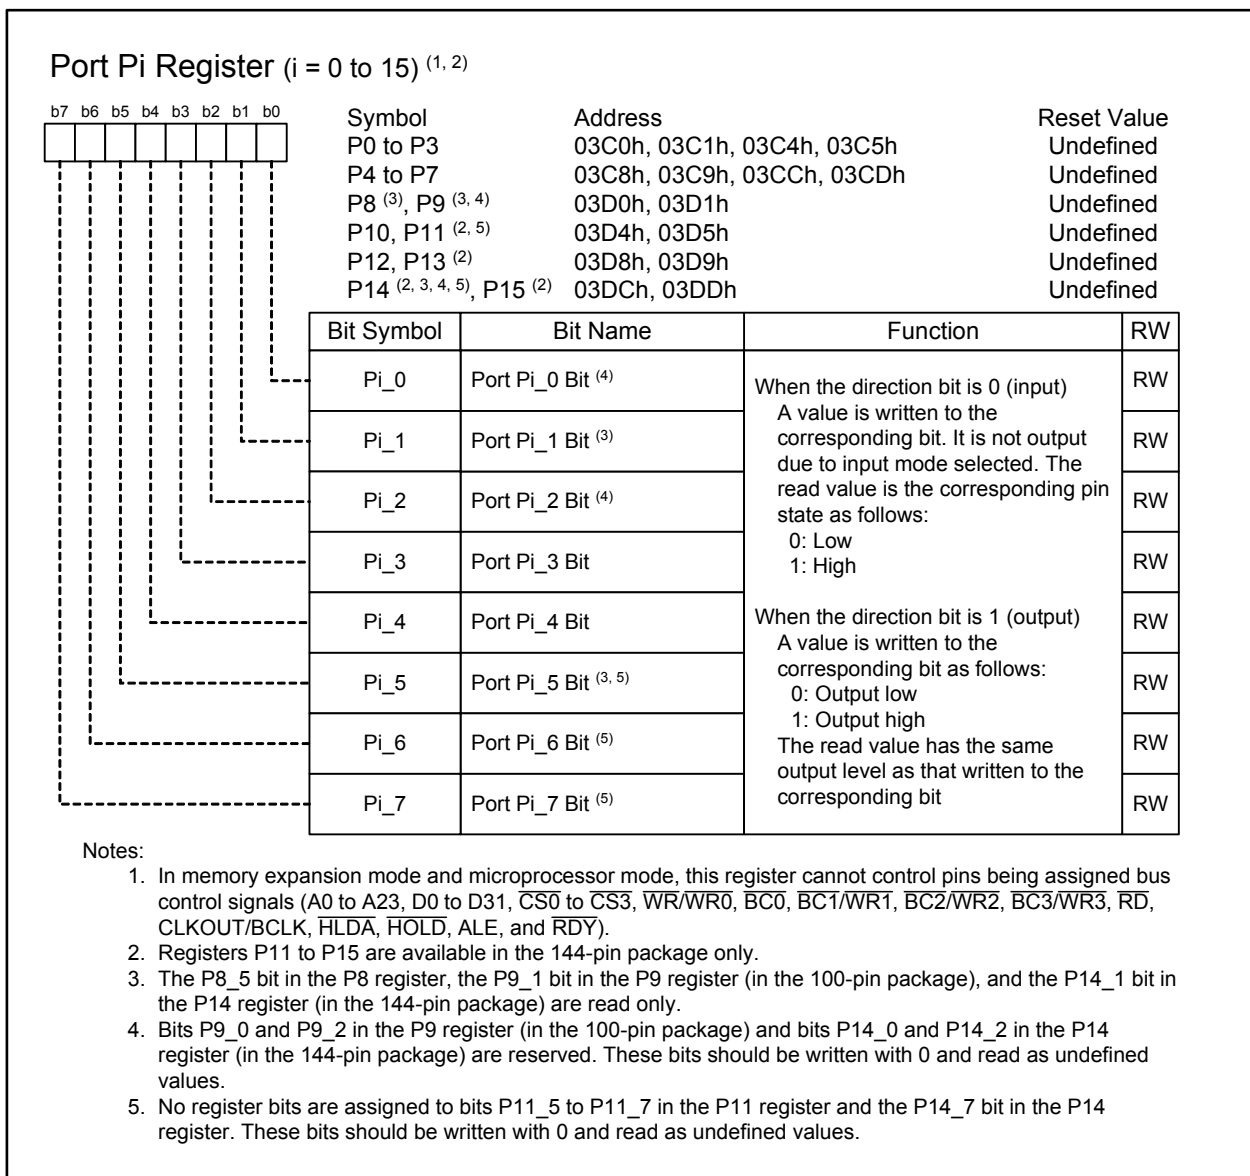 Port Pi Register (i = 0 to 15) (1, 2)
b7 b6 b5 b4 b3 b2 b1 b0
Symbol Address Reset Value
P0 to P3 03C0h, 03C1h, 03C4h, 03C5h Undefined
P4 to P7 03C8h, 03C9h, 03CCh, 03CDh Undefined
P8 (3), P9 (3, 4) 03D0h, 03D1h Undefined
P10, P11 (2, 5) 03D4h, 03D5h Undefined
P12, P13 (2) 03D8h, 03D9h Undefined
P14 (2, 3, 4, 5), P15 (2) 03DCh, 03DDh Undefined
Bit Symbol Bit Name Function RW
Pi_0 Port Pi_0 Bit (4) RW
Pi_1 Port Pi_1 Bit (3) RW
Pi_2 Port Pi_2 Bit (4) RW
Pi_3 Port Pi_3 Bit RW
Pi_4 Port Pi_4 Bit RW
Pi_5 Port Pi_5 Bit (3, 5) RW
Pi_6 Port Pi_6 Bit (5) RW
Pi_7 Port Pi_7 Bit (5) RW
When the direction bit is 0 (input)
A value is written to the
corresponding bit. It is not output
due to input mode selected. The
read value is the corresponding pin
state as follows:
0: Low
1: High
When the direction bit is 1 (output)
A value is written to the
corresponding bit as follows:
0: Output low
1: Output high
The read value has the same
output level as that written to the
corresponding bit
Notes:
1. In memory expansion mode and microprocessor mode, this register cannot control pins being assigned bus
control signals (A0 to A23, D0 to D31, C̅S̅0̅ to C̅S̅3̅, W̅R̅/W̅R̅0̅, B̅C̅0̅, B̅C̅1̅/W̅R̅1̅, B̅C̅2̅/W̅R̅2̅, B̅C̅3̅/W̅R̅3̅, R̅D̅,
CLKOUT/BCLK, H̅L̅D̅A̅, H̅O̅L̅D̅, ALE, and R̅D̅Y̅).
2. Registers P11 to P15 are available in the 144-pin package only.
3. The P8_5 bit in the P8 register, the P9_1 bit in the P9 register (in the 100-pin package), and the P14_1 bit in
the P14 register (in the 144-pin package) are read only.
4. Bits P9_0 and P9_2 in the P9 register (in the 100-pin package) and bits P14_0 and P14_2 in the P14
register (in the 144-pin package) are reserved. These bits should be written with 0 and read as undefined
values.
5. No register bits are assigned to bits P11_5 to P11_7 in the P11 register and the P14_7 bit in the P14
register. These bits should be written with 0 and read as undefined values.